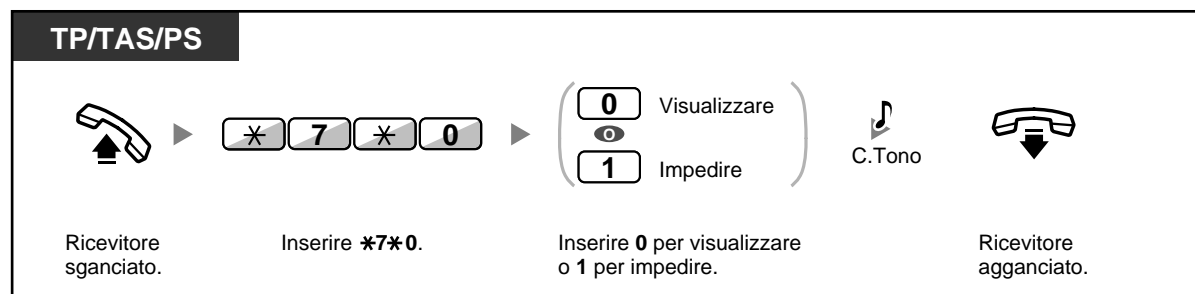 TP/TAS/PS
* 7 * 0
0 Visualizzare
O
1 Impedire
C.Tono
Ricevitore
sganciato.
Inserire *7*0.
Inserire 0 per visualizzare
o 1 per impedire.
Ricevitore
agganciato.